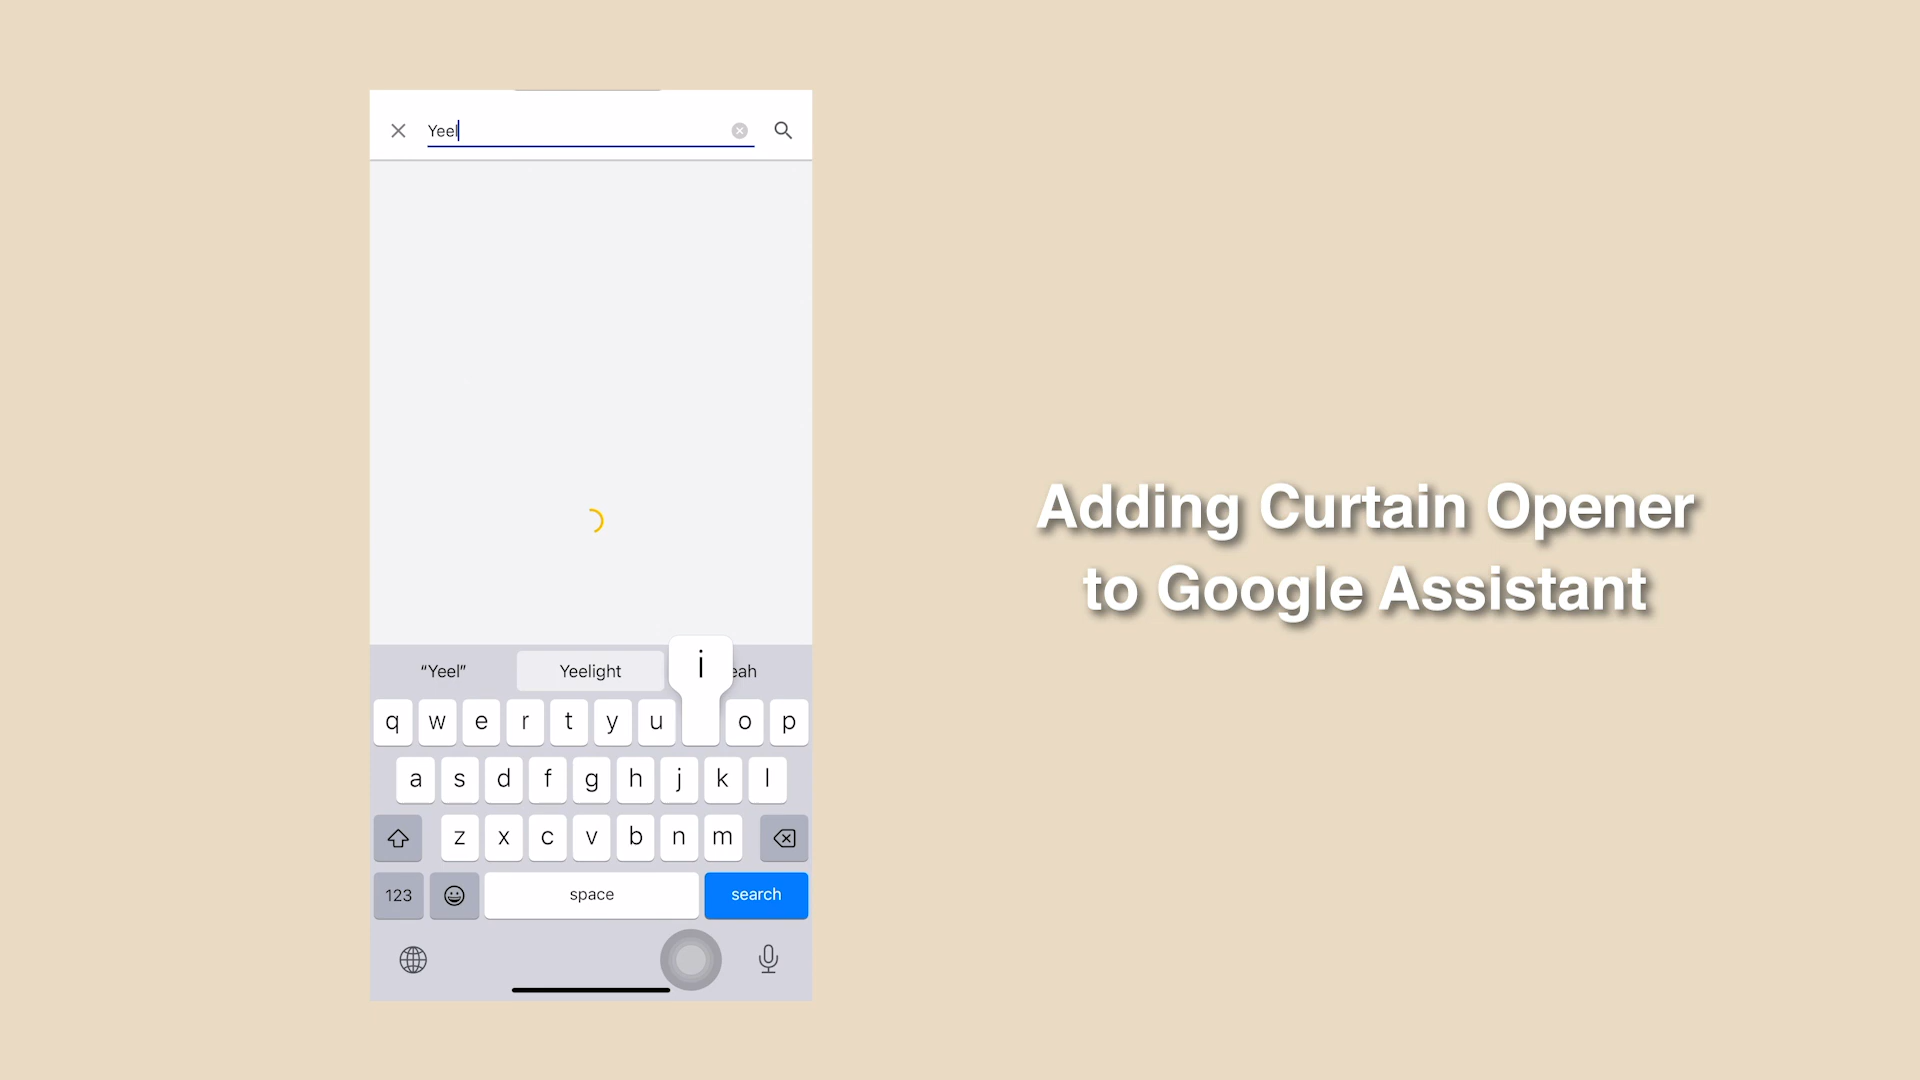 Yeel
“Yeel”
Yeelight
eah
i
q w e r t y u o p
a s d f g h j k l
z x c v b n m
123
space
search
Adding Curtain Opener
to Google Assistant